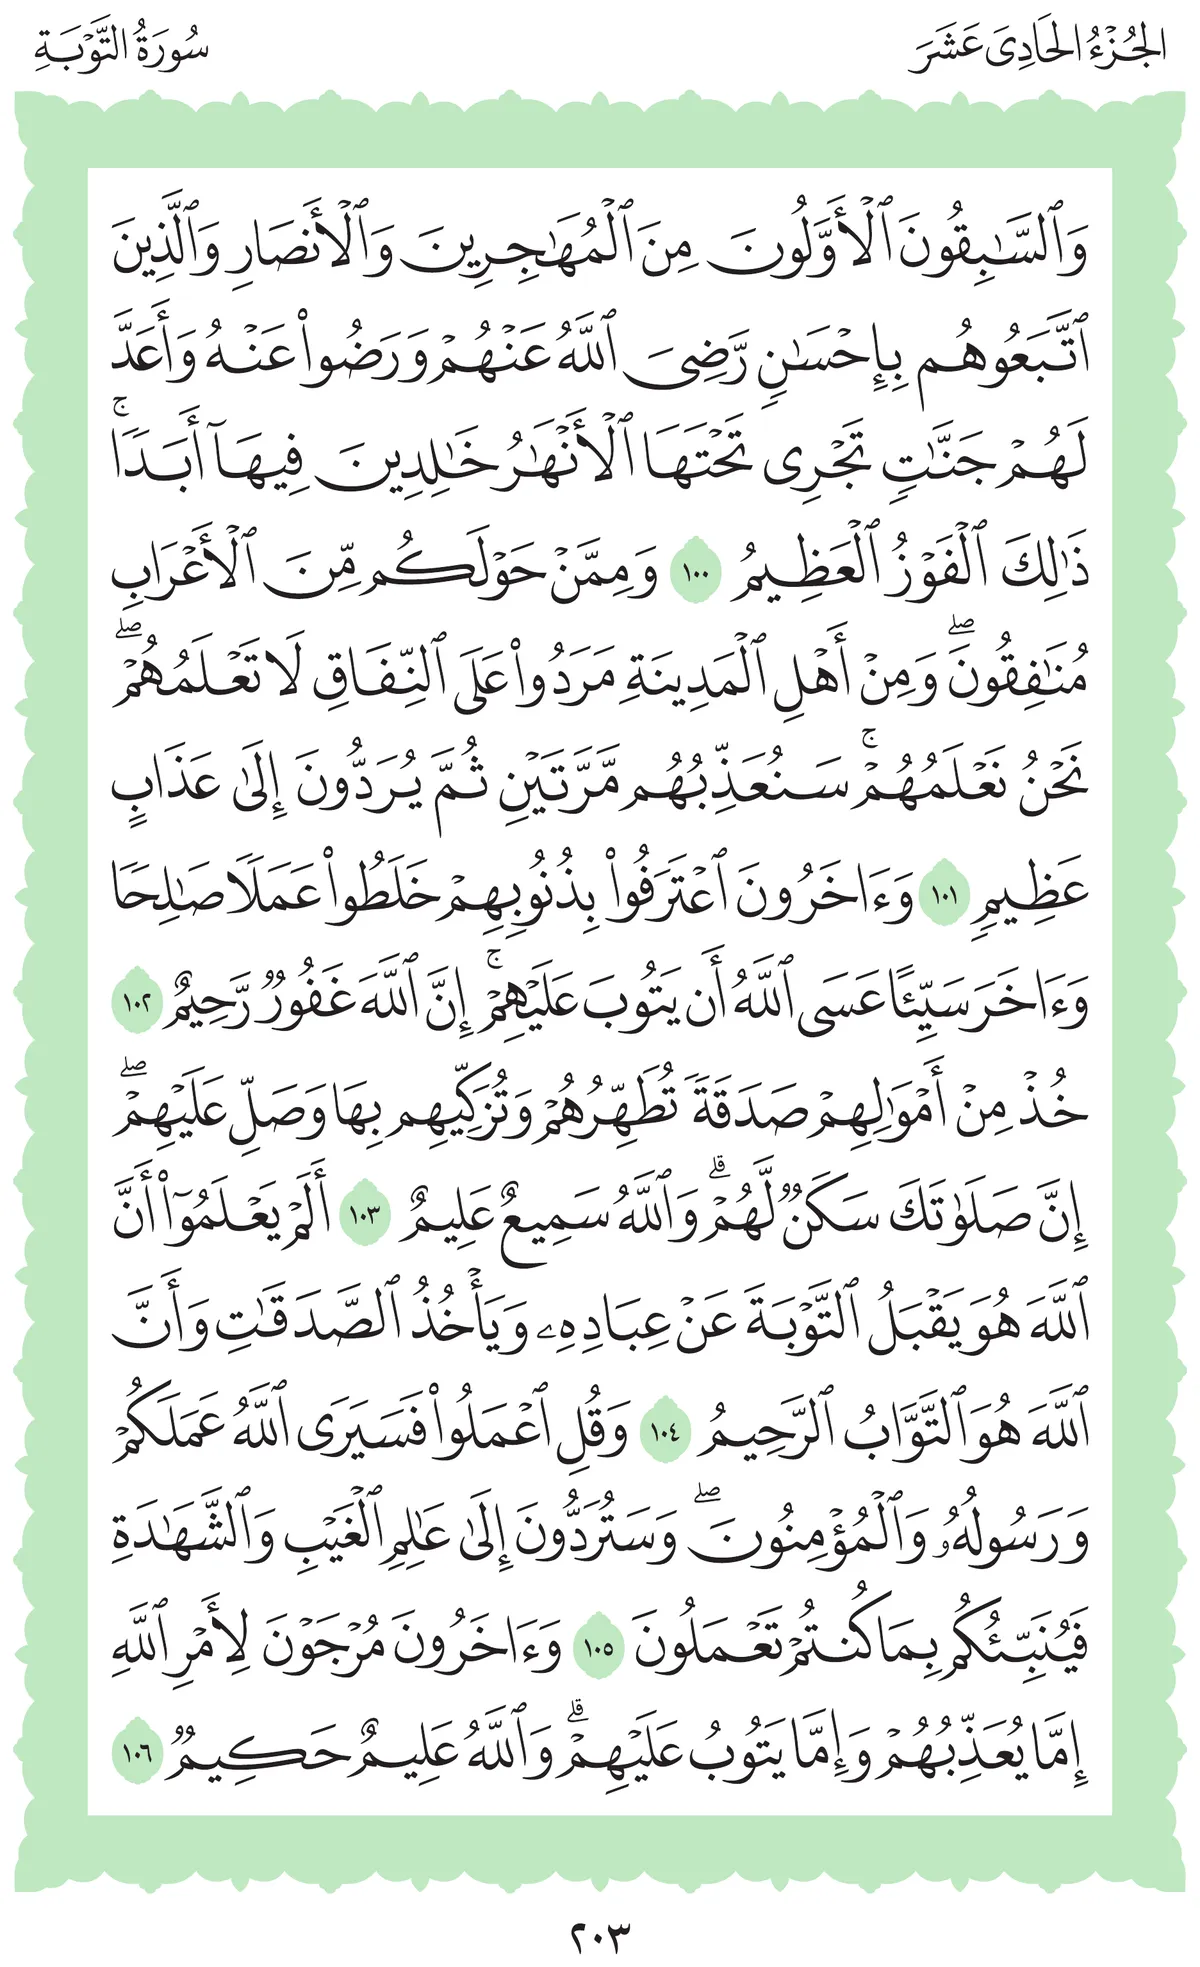 الجُزْءُ الحَادِىَ عَشَرَ
سُورَةُ التَّوْبَةِ
وَٱلسَّٰبِقُونَ ٱلْأَوَّلُونَ مِنَ ٱلْمُهَٰجِرِينَ وَٱلْأَنصَارِ وَٱلَّذِينَ
ٱتَّبَعُوهُم بِإِحْسَٰنٍ رَّضِىَ ٱللَّهُ عَنْهُمْ وَرَضُوا۟ عَنْهُ وَأَعَدَّ
لَهُمْ جَنَّٰتٍ تَجْرِى تَحْتَهَا ٱلْأَنْهَٰرُ خَٰلِدِينَ فِيهَآ أَبَدًاۚ
ذَٰلِكَ ٱلْفَوْزُ ٱلْعَظِيمُ ١٠٠ وَمِمَّنْ حَوْلَكُم مِّنَ ٱلْأَعْرَابِ
مُنَٰفِقُونَۖ وَمِنْ أَهْلِ ٱلْمَدِينَةِ مَرَدُوا۟ عَلَى ٱلنِّفَاقِ لَا تَعْلَمُهُمْۖ
نَحْنُ نَعْلَمُهُمْۚ سَنُعَذِّبُهُم مَّرَّتَيْنِ ثُمَّ يُرَدُّونَ إِلَىٰ عَذَابٍ
عَظِيمٍ ١٠١ وَءَاخَرُونَ ٱعْتَرَفُوا۟ بِذُنُوبِهِمْ خَلَطُوا۟ عَمَلًا صَٰلِحًا
وَءَاخَرَ سَيِّئًا عَسَى ٱللَّهُ أَن يَتُوبَ عَلَيْهِمْۚ إِنَّ ٱللَّهَ غَفُورٌ رَّحِيمٌ ١٠٢
خُذْ مِنْ أَمْوَٰلِهِمْ صَدَقَةً تُطَهِّرُهُمْ وَتُزَكِّيهِم بِهَا وَصَلِّ عَلَيْهِمْۖ
إِنَّ صَلَوٰتَكَ سَكَنٌ لَّهُمْۗ وَٱللَّهُ سَمِيعٌ عَلِيمٌ ١٠٣ أَلَمْ يَعْلَمُوٓا۟ أَنَّ
ٱللَّهَ هُوَ يَقْبَلُ ٱلتَّوْبَةَ عَنْ عِبَادِهِۦ وَيَأْخُذُ ٱلصَّدَقَٰتِ وَأَنَّ
ٱللَّهَ هُوَ ٱلتَّوَّابُ ٱلرَّحِيمُ ١٠٤ وَقُلِ ٱعْمَلُوا۟ فَسَيَرَى ٱللَّهُ عَمَلَكُمْ
وَرَسُولُهُۥ وَٱلْمُؤْمِنُونَۖ وَسَتُرَدُّونَ إِلَىٰ عَٰلِمِ ٱلْغَيْبِ وَٱلشَّهَٰدَةِ
فَيُنَبِّئُكُم بِمَا كُنتُمْ تَعْمَلُونَ ١٠٥ وَءَاخَرُونَ مُرْجَوْنَ لِأَمْرِ ٱللَّهِ
إِمَّا يُعَذِّبُهُمْ وَإِمَّا يَتُوبُ عَلَيْهِمْۗ وَٱللَّهُ عَلِيمٌ حَكِيمٌ ١٠٦
٢٠٣